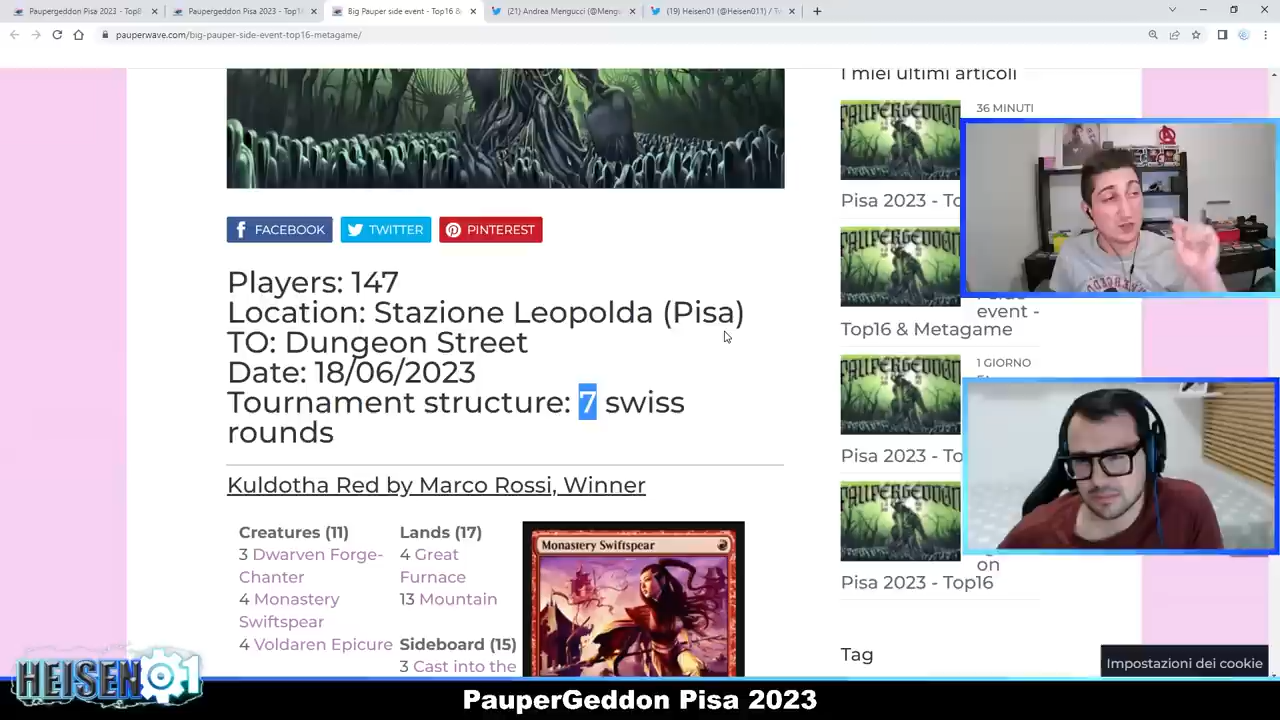 Paupergeddon Pisa 2023 - Top8
Paupergeddon Pisa 2023 - Top1
Big Pauper side event - Top16 &
(21) Andrea Mengucci (@Mengu
(19) Heisen01 (@Heisen011) / Tw
pauperwave.com/big-pauper-side-event-top16-metagame/
I miei ultimi articoli
36 MINUTI
Pisa 2023 - To
event -
Top16 & Metagame
1 GIORNO
Pisa 2023 - To
on
Pisa 2023 - Top16
Tag
Impostazioni dei cookie
FACEBOOK
TWITTER
PINTEREST
Players: 147
Location: Stazione Leopolda (Pisa)
TO: Dungeon Street
Date: 18/06/2023
Tournament structure: 7 swiss
rounds
Kuldotha Red by Marco Rossi, Winner
Creatures (11)
3 Dwarven Forge-
Chanter
4 Monastery
Swiftspear
4 Voldaren Epicure
Lands (17)
4 Great
Furnace
13 Mountain
Sideboard (15)
3 Cast into the
Monastery Swiftspear
HEISEN01
PauperGeddon Pisa 2023